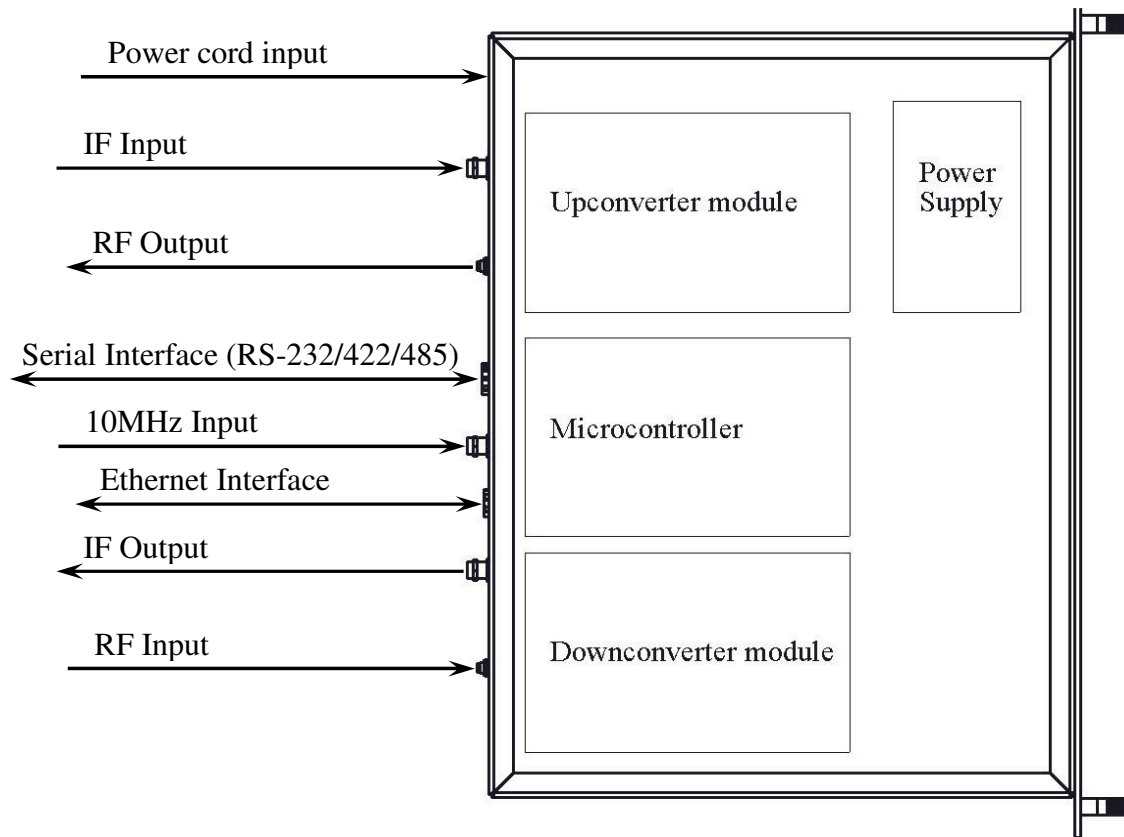 Power cord input
IF Input
RF Output
Serial Interface (RS-232/422/485)
10MHz Input
Ethernet Interface
IF Output
RF Input
Upconverter module
Power
Supply
Microcontroller
Downconverter module